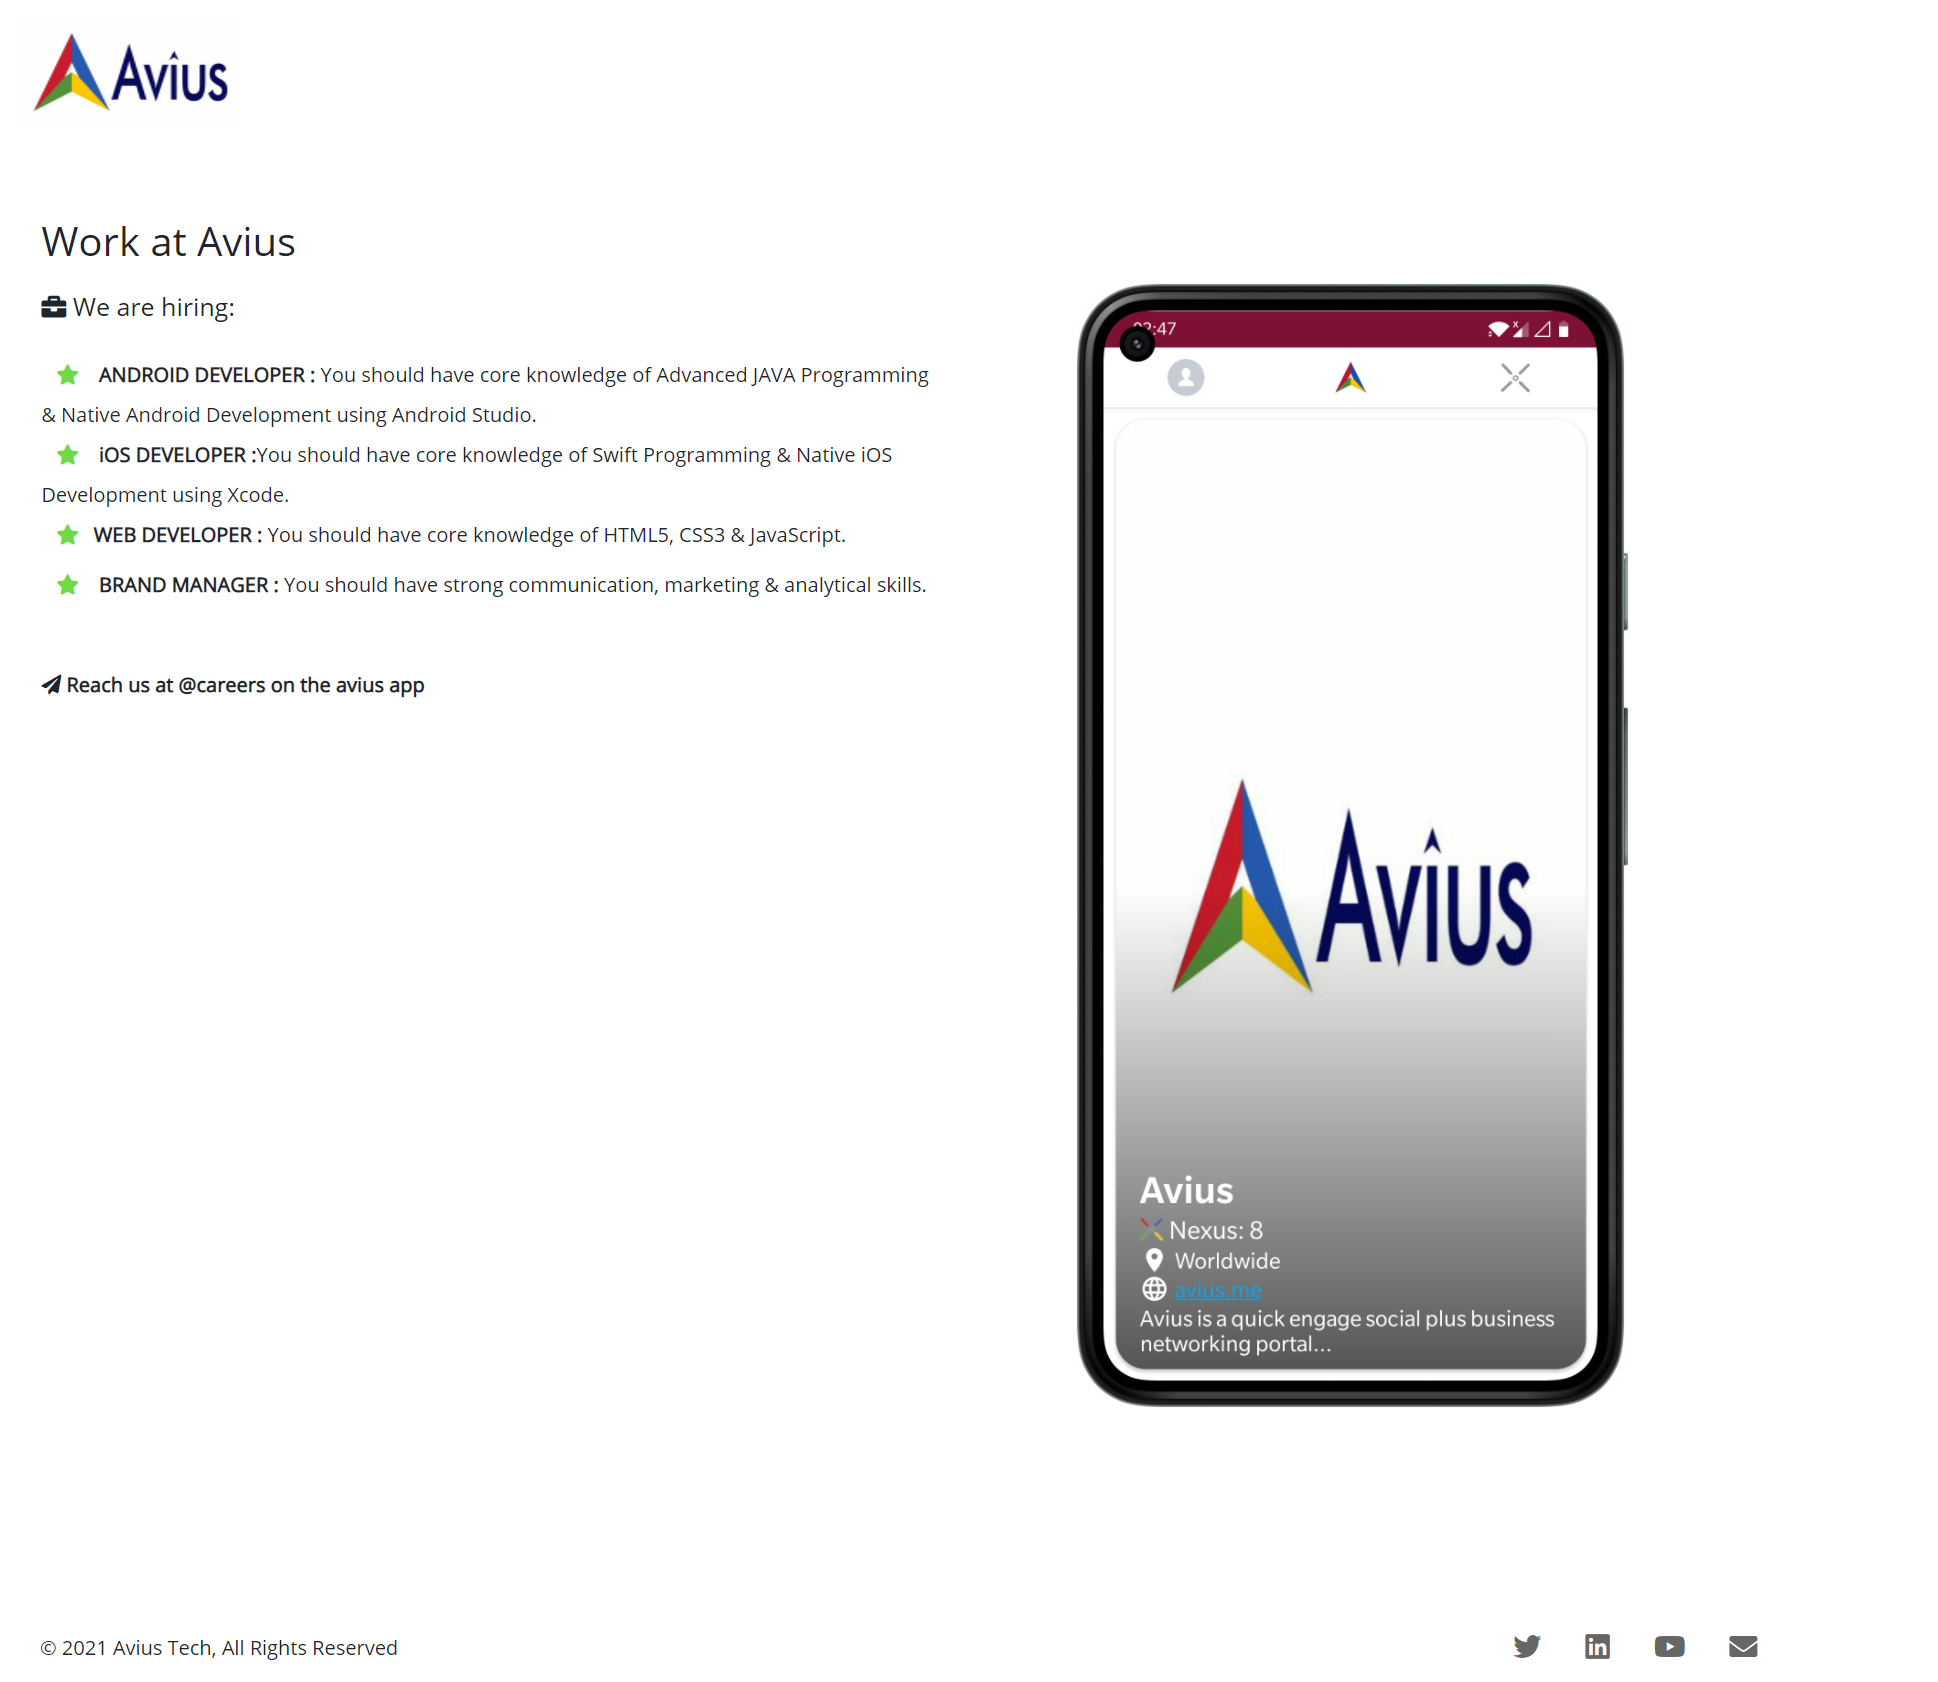 Avius
Work at Avius
We are hiring:
ANDROID DEVELOPER : You should have core knowledge of Advanced JAVA Programming
& Native Android Development using Android Studio.
iOS DEVELOPER :You should have core knowledge of Swift Programming & Native iOS
Development using Xcode.
WEB DEVELOPER : You should have core knowledge of HTML5, CSS3 & JavaScript.
BRAND MANAGER : You should have strong communication, marketing & analytical skills.
Reach us at @careers on the avius app
:47
Avius
Avius
Nexus: 8
Worldwide
avius.me
Avius is a quick engage social plus business
networking portal...
© 2021 Avius Tech, All Rights Reserved